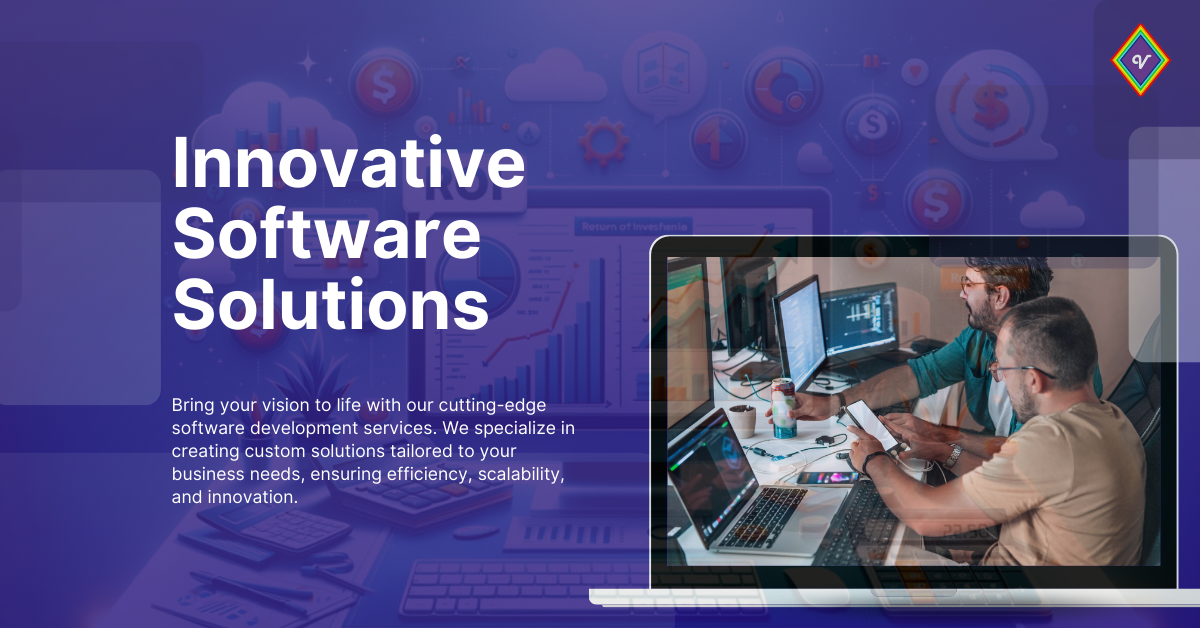 Innovative
Software
Solutions
Bring your vision to life with our cutting-edge
software development services. We specialize in
creating custom solutions tailored to your
business needs, ensuring efficiency, scalability,
and innovation.